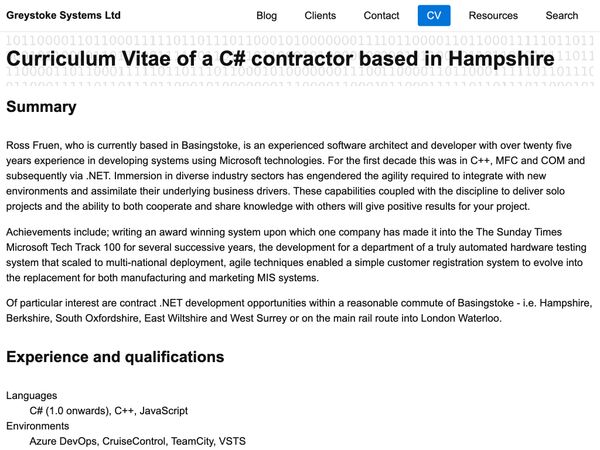 Greystoke Systems Ltd Blog Clients Contact CV Resources Search
Curriculum Vitae of a C# contractor based in Hampshire
Summary
Ross Fruen, who is currently based in Basingstoke, is an experienced software architect and developer with over twenty five
years experience in developing systems using Microsoft technologies. For the first decade this was in C++, MFC and COM and
subsequently via .NET. Immersion in diverse industry sectors has engendered the agility required to integrate with new
environments and assimilate their underlying business drivers. These capabilities coupled with the discipline to deliver solo
projects and the ability to both cooperate and share knowledge with others will give positive results for your project.
Achievements include; writing an award winning system upon which one company has made it into the The Sunday Times
Microsoft Tech Track 100 for several successive years, the development for a department of a truly automated hardware testing
system that scaled to multi-national deployment, agile techniques enabled a simple customer registration system to evolve into
the replacement for both manufacturing and marketing MIS systems.
Of particular interest are contract .NET development opportunities within a reasonable commute of Basingstoke - i.e. Hampshire,
Berkshire, South Oxfordshire, East Wiltshire and West Surrey or on the main rail route into London Waterloo.
Experience and qualifications
Languages
C# (1.0 onwards), C++, JavaScript
Environments
Azure DevOps, CruiseControl, TeamCity, VSTS